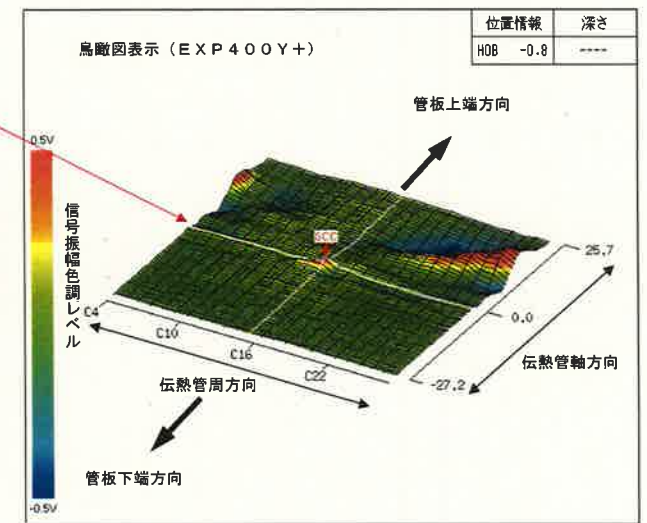 位置情報 深さ
HOB -0.8 ----
鳥瞰図表示(EXP400Y+)
管板上端方向
0.5V
信号振幅色調レベル
SCC
25.7
0.0
-27.2
伝熱管軸方向
C4
C10
C16
C22
伝熱管周方向
管板下端方向
-0.5V